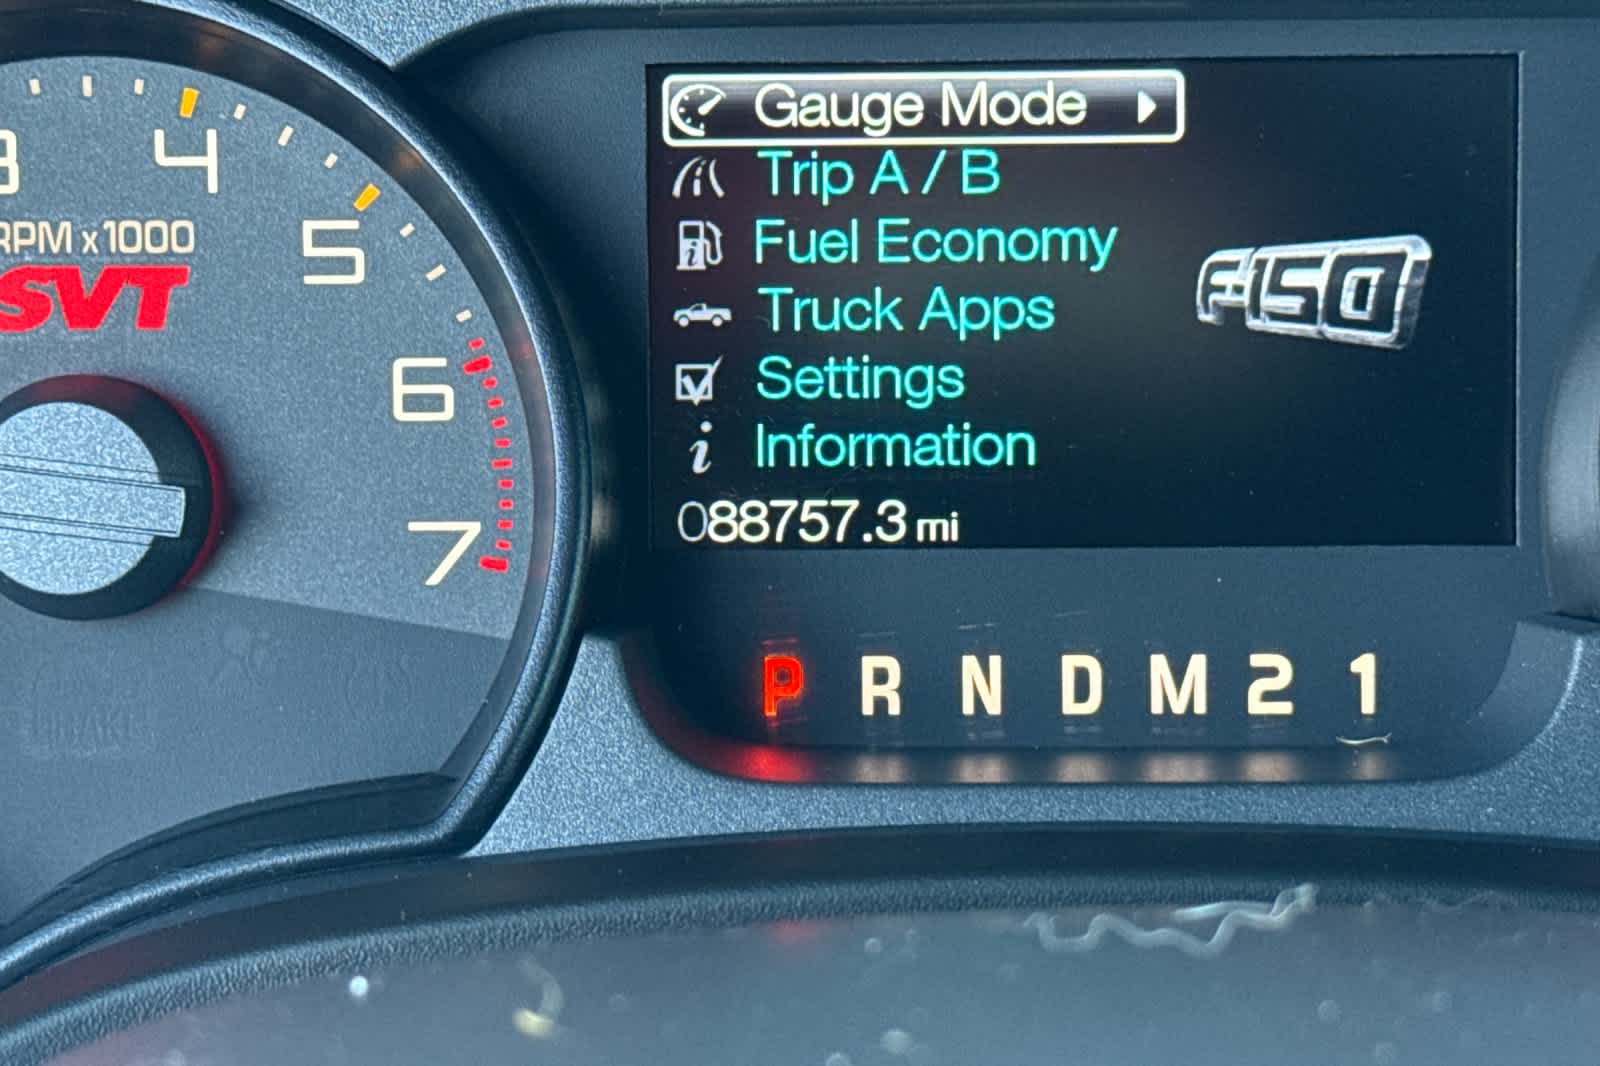 Gauge Mode
Trip A / B
Fuel Economy
Truck Apps
Settings
Information
088757.3 mi
F-150
3 4 5 6 7
RPM x1000
SVT
P R N D M 2 1